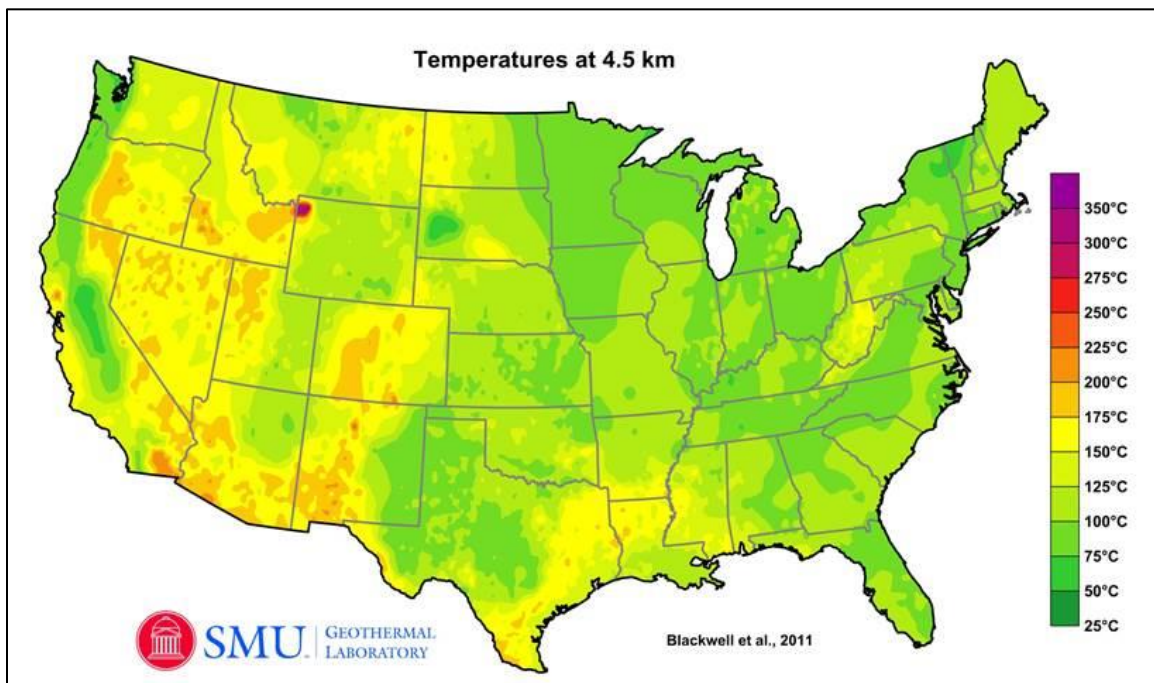 Temperatures at 4.5 km
350°C
300°C
275°C
250°C
225°C
200°C
175°C
150°C
125°C
100°C
75°C
50°C
25°C
SMU
GEOTHERMAL
LABORATORY
Blackwell et al., 2011